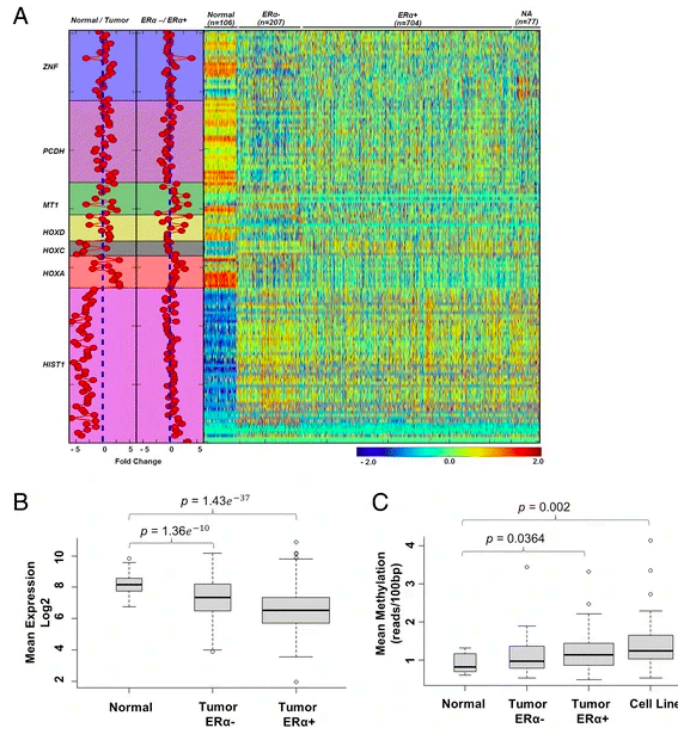 A
Normal / Tumor
ERα –/ ERα+
Normal
(n=106)
ERα-
(n=207)
ERα+
(n=704)
NA
(n=77)
ZNF
PCDH
MT1
HOXD
HOXC
HOXA
HIST1
-5 0 5 -5 0 5
Fold Change
-2.0 0.0 2.0
B
p = 1.43e⁻³⁷
p = 1.36e⁻¹⁰
Mean Expression
Log2
10
8
6
4
2
Normal
Tumor
ERα-
Tumor
ERα+
C
p = 0.002
p = 0.0364
Mean Methylation
(reads/100bp)
4
3
2
1
Normal
Tumor
ERα-
Tumor
ERα+
Cell Line